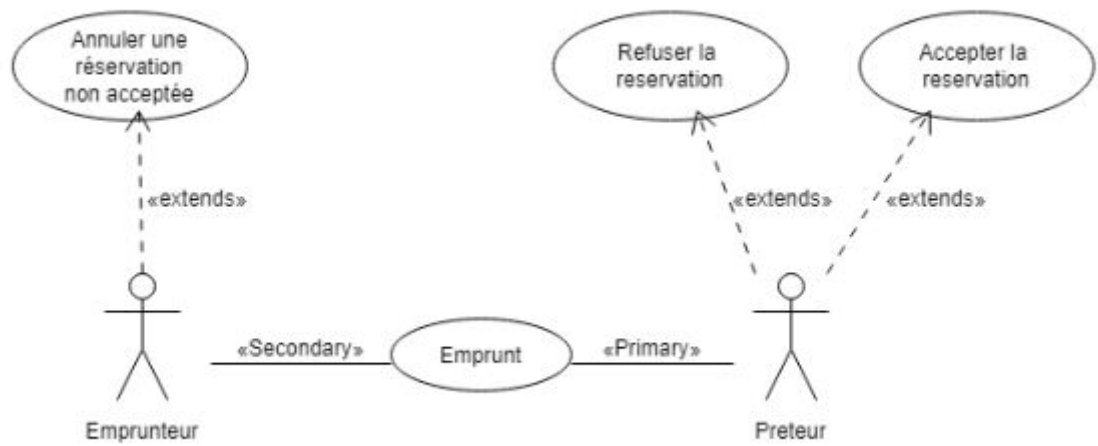 Annuler une
réservation
non acceptée
Refuser la
reservation
Accepter la
reservation
«extends»
«extends»
«extends»
«Secondary»
Emprunt
«Primary»
Emprunteur
Preteur